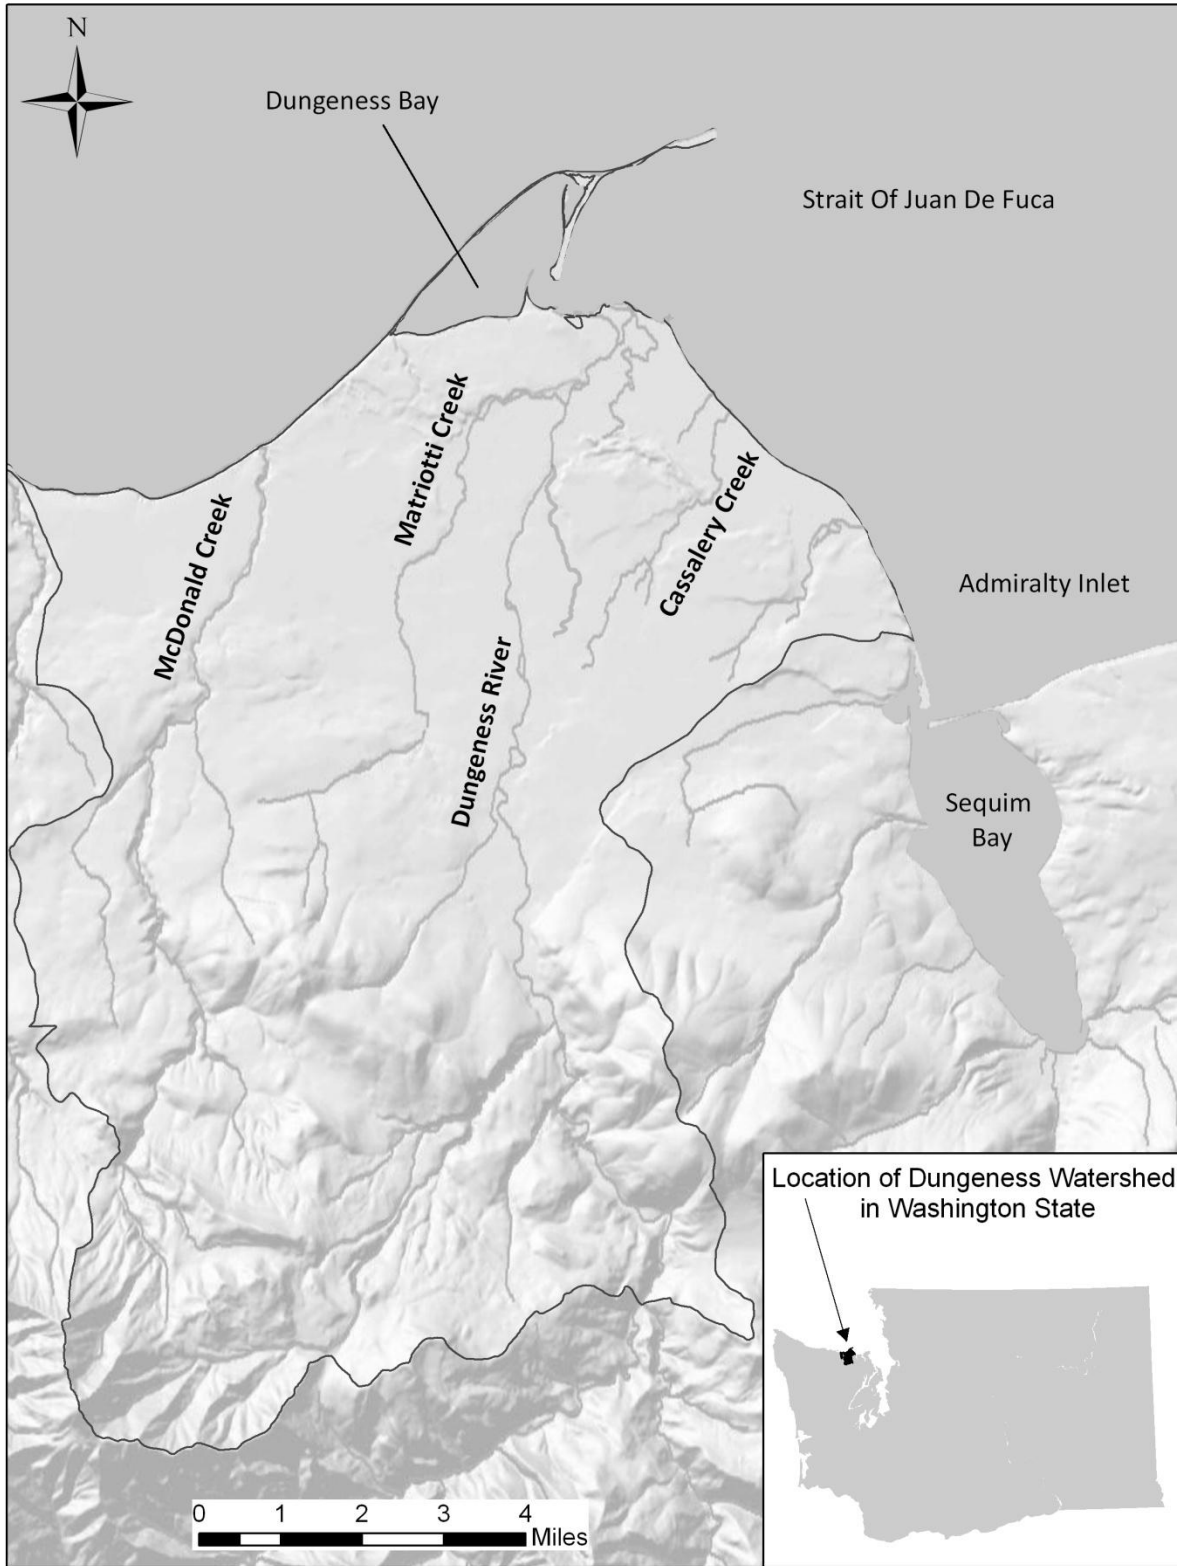 N
Dungeness Bay
Strait Of Juan De Fuca
Matriotti Creek
McDonald Creek
Cassalery Creek
Admiralty Inlet
Dungeness River
Sequim
Bay
Location of Dungeness Watershed
in Washington State
0 1 2 3 4
Miles